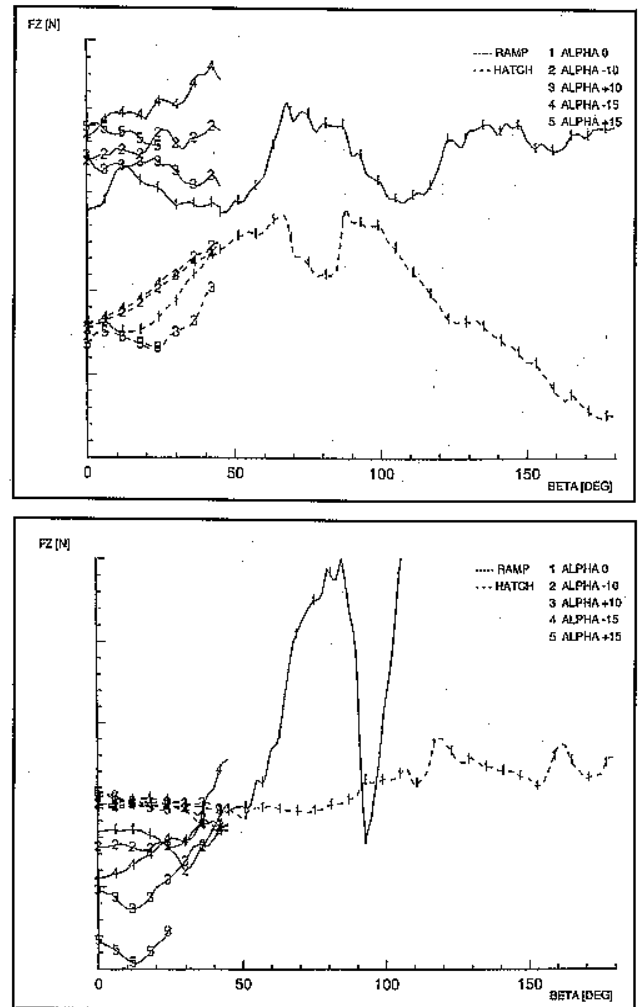 FZ [N]
RAMP 1 ALPHA 0
HATCH 2 ALPHA -10
3 ALPHA +10
4 ALPHA -15
5 ALPHA +15
0 50 100 150
BETA [DEG]
FZ [N]
RAMP 1 ALPHA 0
HATCH 2 ALPHA -10
3 ALPHA +10
4 ALPHA -15
5 ALPHA +15
0 50 100 150
BETA [DEG]